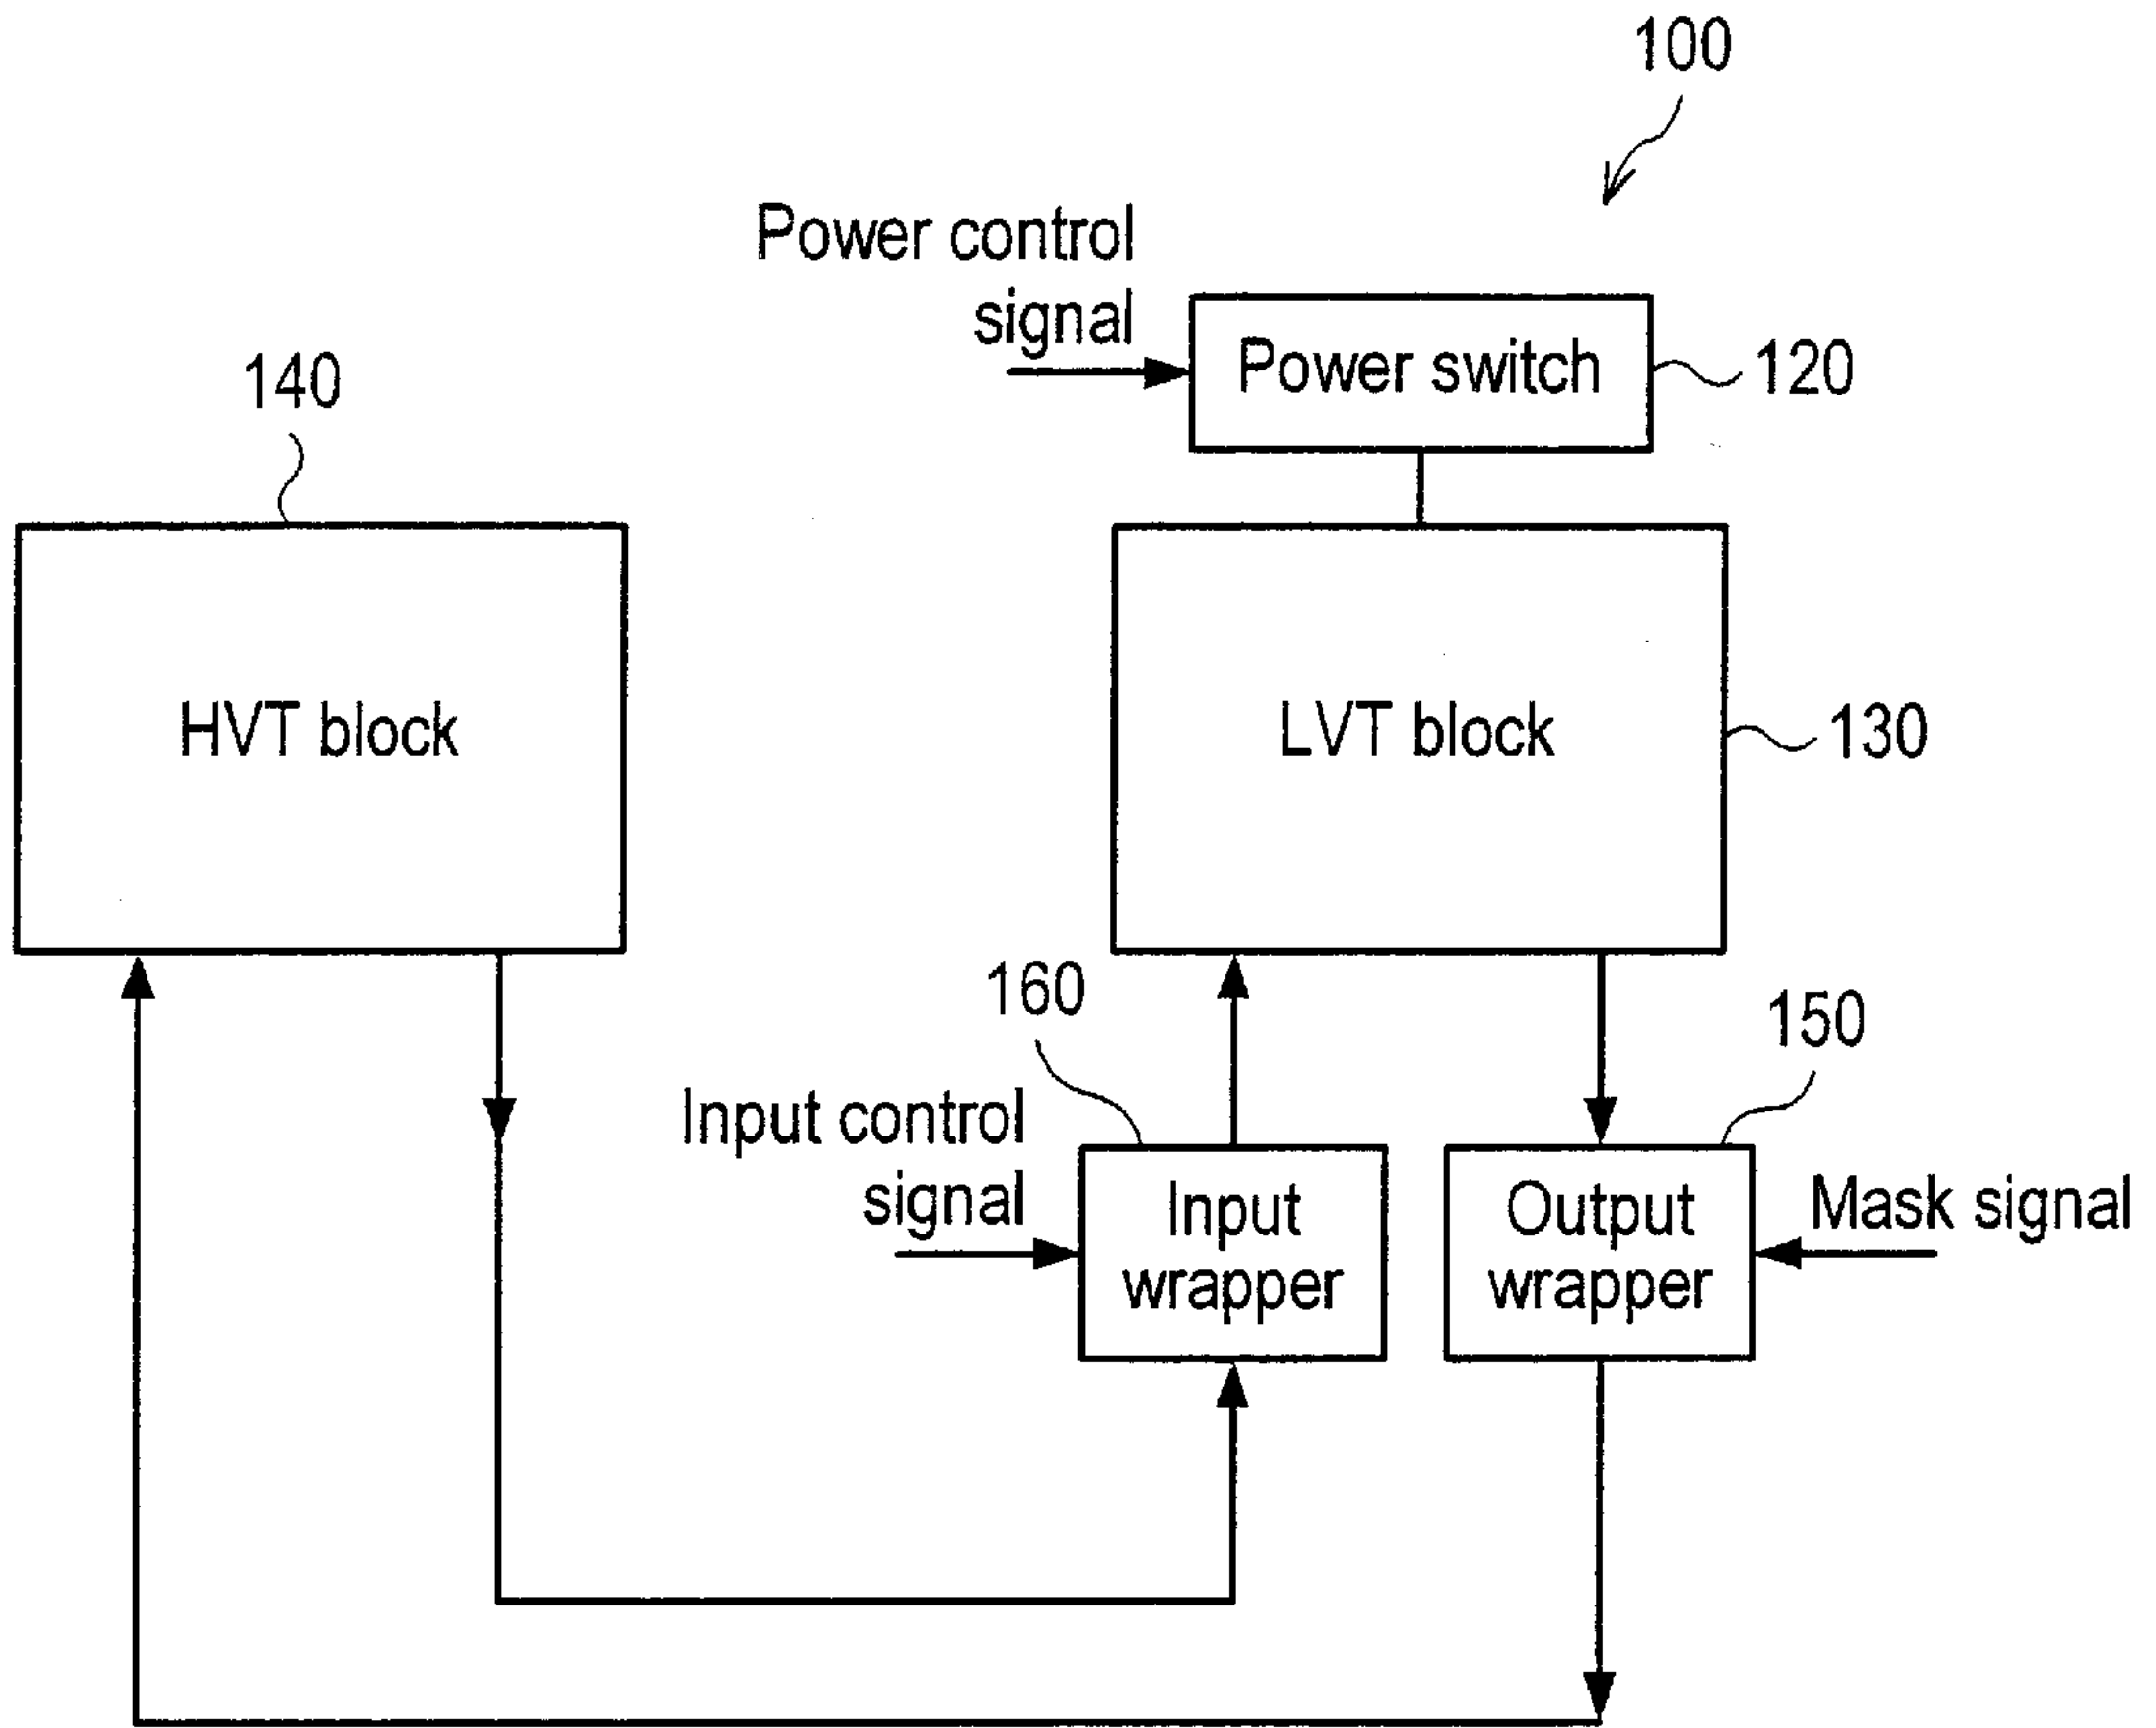 100
Power control
signal
Power switch
120
140
HVT block
LVT block
130
160
150
Input control
signal
Input
wrapper
Output
wrapper
Mask signal